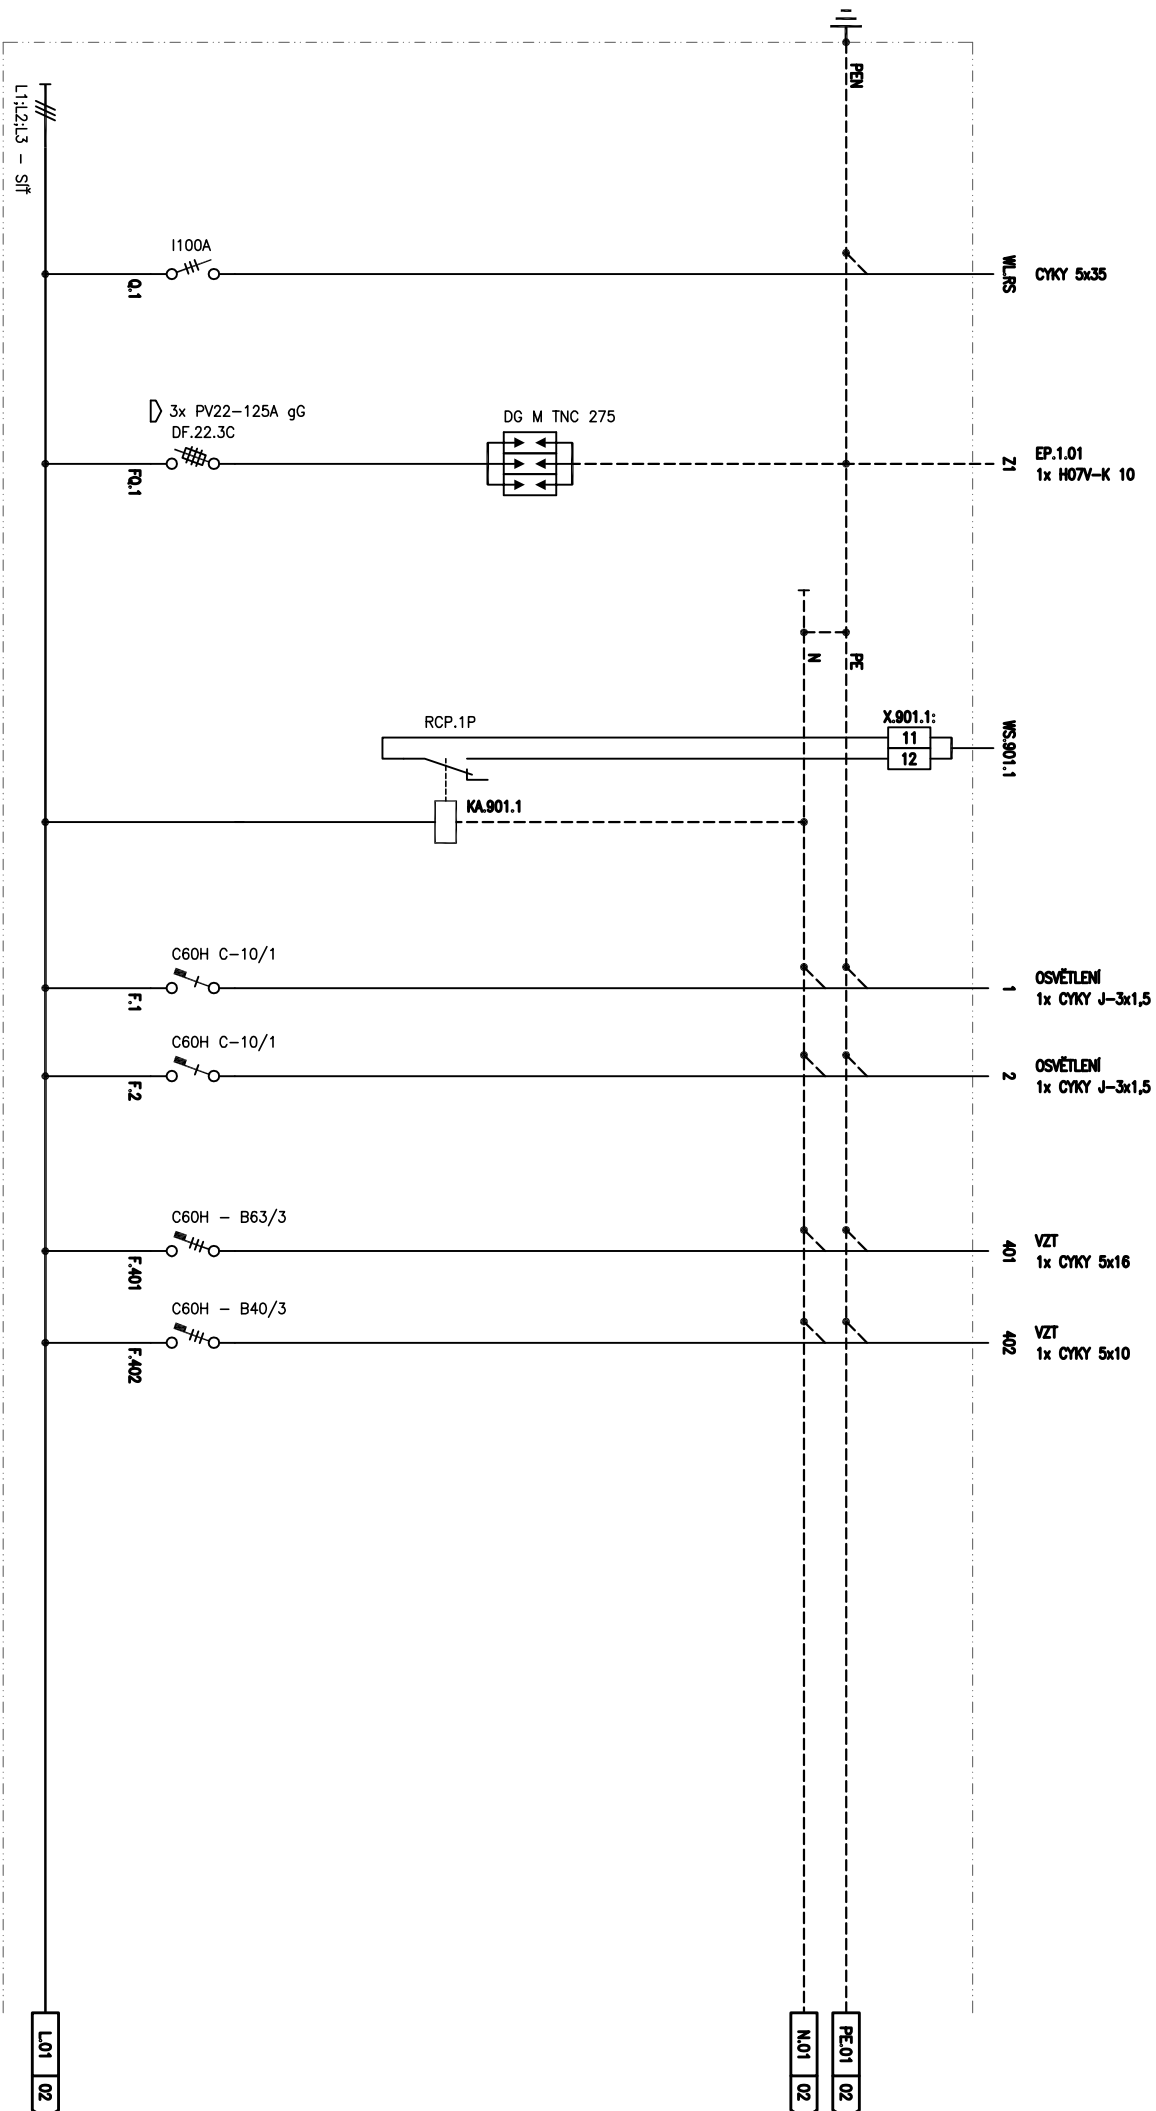 PEN
L1;L2;L3 - SÍŤ
I100A
Q.1
WL.RS
CYKY 5x35
3x PV22-125A gG
DF.22.3C
FQ.1
DG M TNC 275
Z1
EP.1.01
1x H07V-K 10
N
PE
RCP.1P
X.901.1:
11
12
WS.901.1
KA.901.1
C60H C-10/1
F.1
1
OSVĚTLENÍ
1x CYKY J-3x1,5
C60H C-10/1
F.2
2
OSVĚTLENÍ
1x CYKY J-3x1,5
C60H - B63/3
F.401
401
VZT
1x CYKY 5x16
C60H - B40/3
F.402
402
VZT
1x CYKY 5x10
L.01 02
N.01 02
PE.01 02